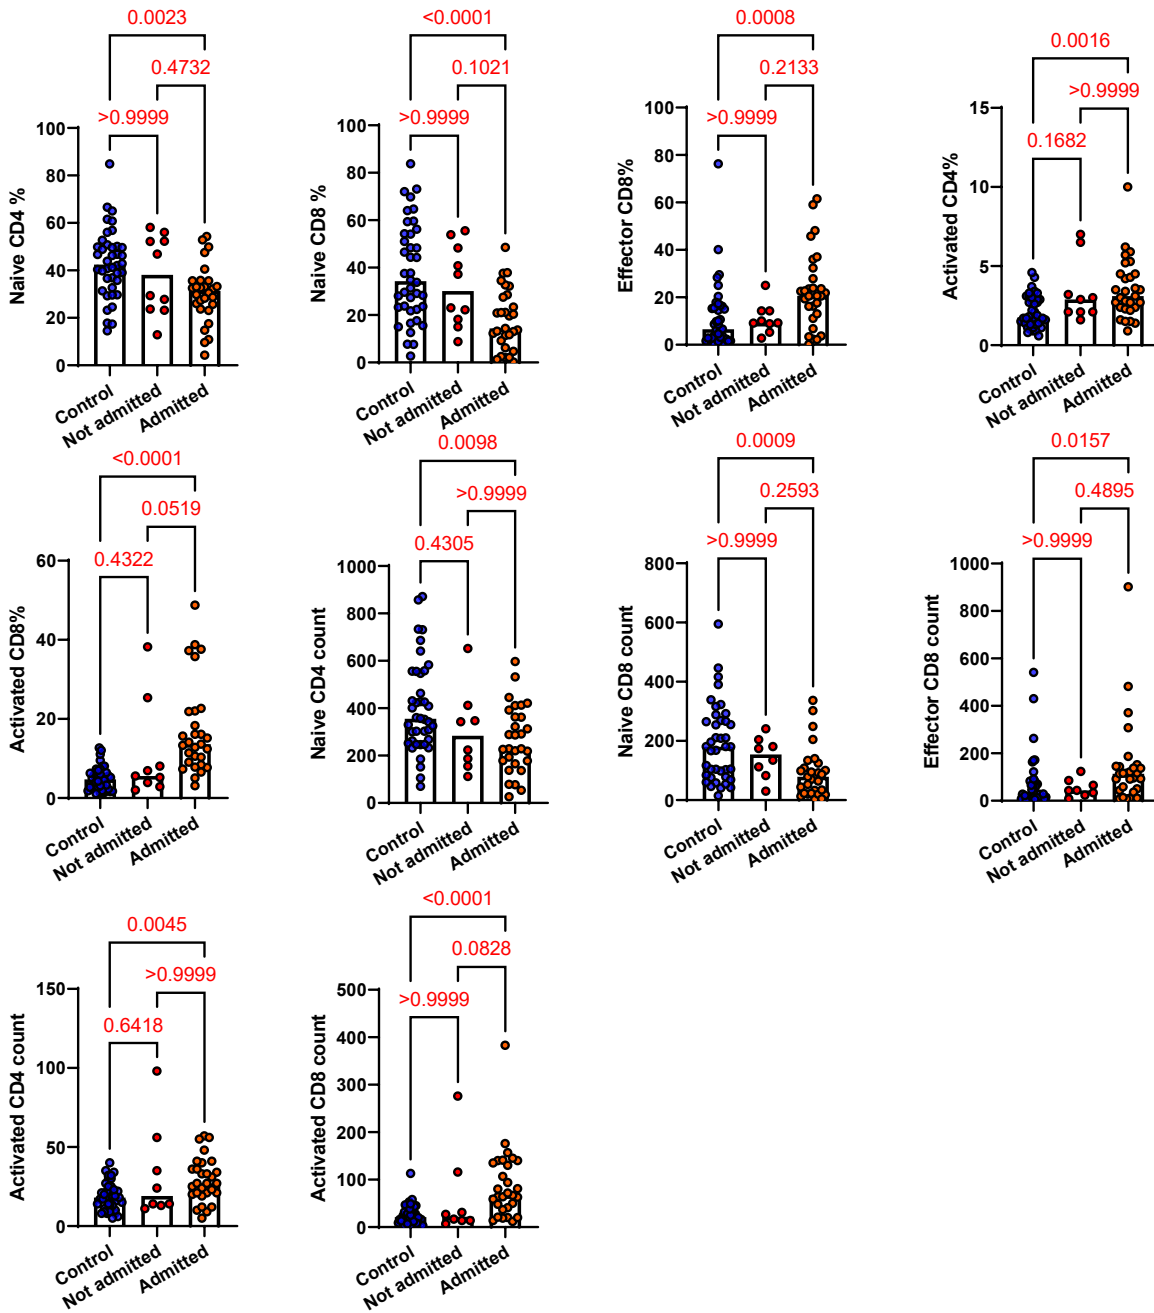 0.0023
0.4732
>0.9999
Naive CD4 %
100
80
60
40
20
0
Control
Not admitted
Admitted
<0.0001
0.1021
>0.9999
Naive CD8 %
100
80
60
40
20
0
Control
Not admitted
Admitted
0.0008
0.2133
>0.9999
Effector CD8%
100
80
60
40
20
0
Control
Not admitted
Admitted
0.0016
>0.9999
0.1682
Activated CD4%
15
10
5
0
Control
Not admitted
Admitted
<0.0001
0.0519
0.4322
Activated CD8%
60
40
20
0
Control
Not admitted
Admitted
0.0098
>0.9999
0.4305
Naive CD4 count
1000
800
600
400
200
0
Control
Not admitted
Admitted
0.0009
0.2593
>0.9999
Naive CD8 count
800
600
400
200
0
Control
Not admitted
Admitted
0.0157
0.4895
>0.9999
Effector CD8 count
1000
800
600
400
200
0
Control
Not admitted
Admitted
0.0045
>0.9999
0.6418
Activated CD4 count
150
100
50
0
Control
Not admitted
Admitted
<0.0001
0.0828
>0.9999
Activated CD8 count
500
400
300
200
100
0
Control
Not admitted
Admitted